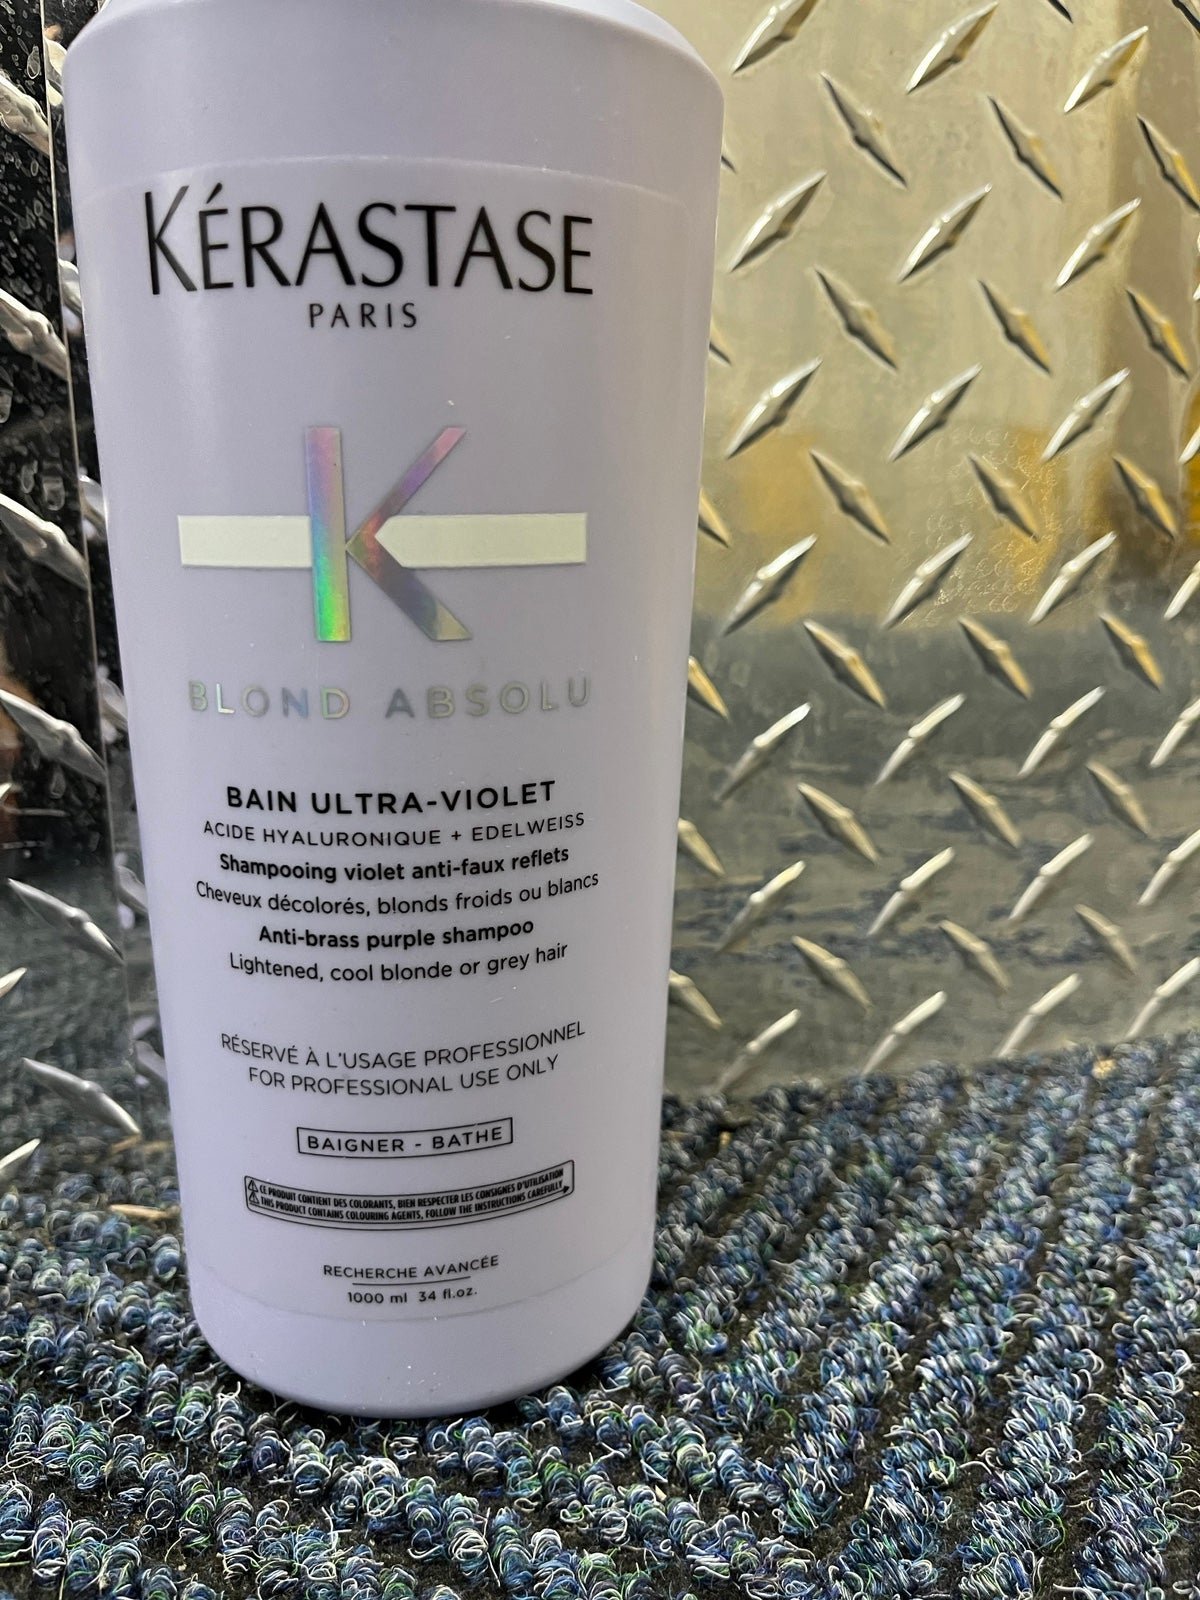 KÉRASTASE
PARIS
K
BLOND ABSOLU
BAIN ULTRA-VIOLET
ACIDE HYALURONIQUE + EDELWEISS
Shampooing violet anti-faux reflets
Cheveux décolorés, blonds froids ou blancs
Anti-brass purple shampoo
Lightened, cool blonde or grey hair
RÉSERVÉ À L'USAGE PROFESSIONNEL
FOR PROFESSIONAL USE ONLY
BAIGNER - BATHE
CE PRODUIT CONTIENT DES COLORANTS, BIEN RESPECTER LES CONSIGNES D'UTILISATION
THIS PRODUCT CONTAINS COLOURING AGENTS, FOLLOW THE INSTRUCTIONS CAREFULLY
RECHERCHE AVANCÉE
1000 ml 34 fl.oz.